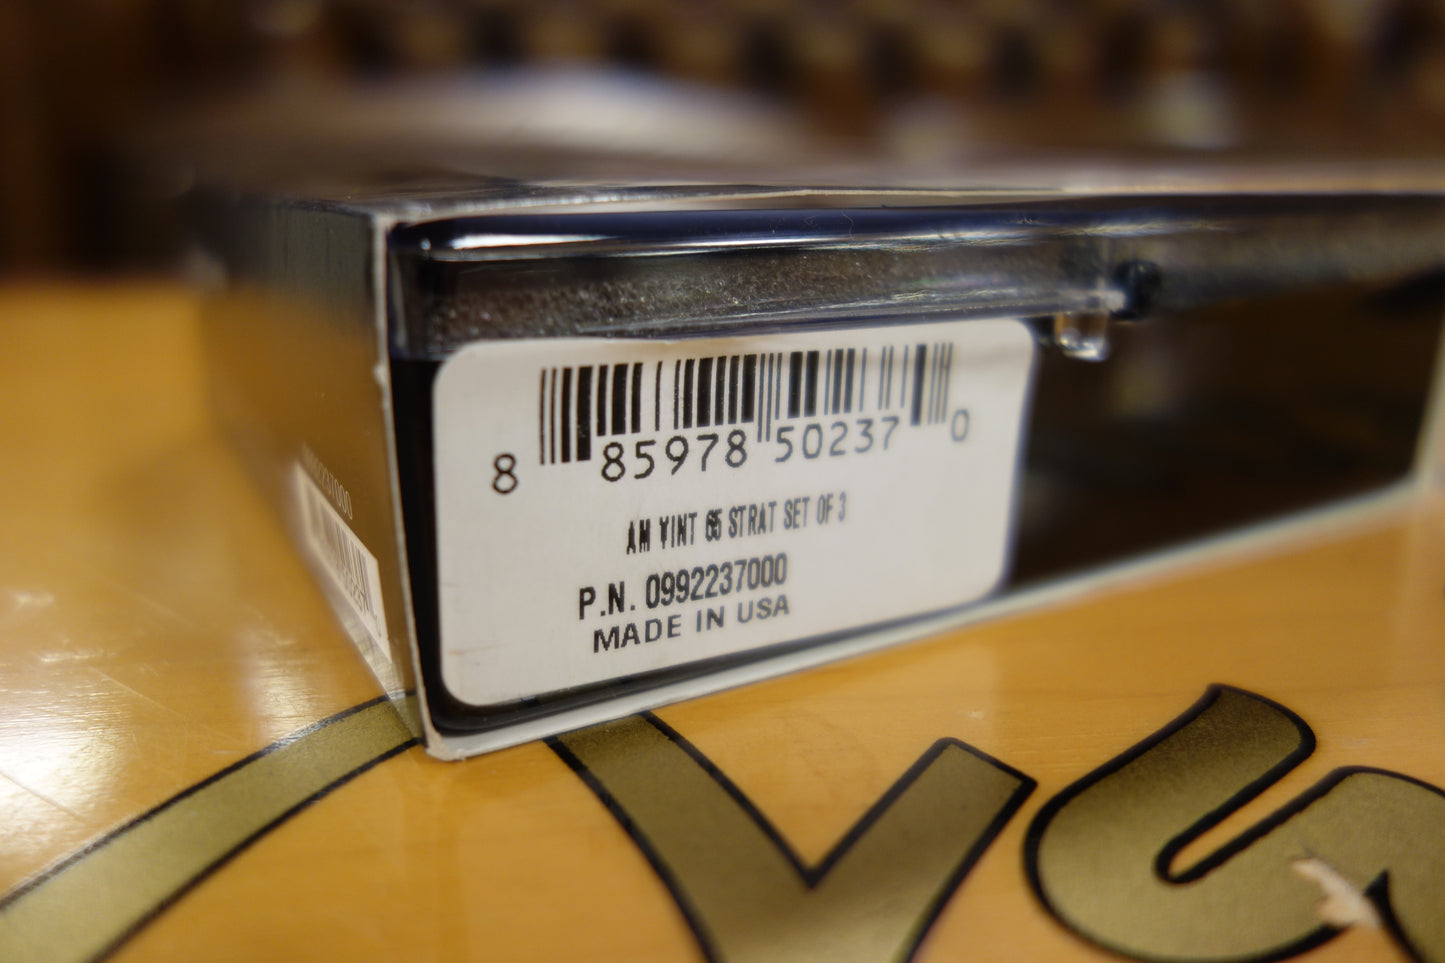 8 85978 50237 0
AM VINT 65 STRAT SET OF 3
P.N. 0992237000
MADE IN USA